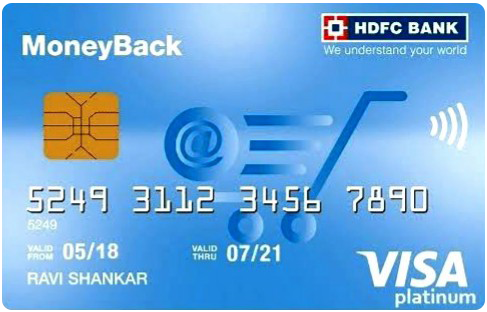 MoneyBack
HDFC BANK
We understand your world
@
5249 3112 3456 7890
5249
VALID FROM 05/18 VALID THRU 07/21
RAVI SHANKAR
VISA
platinum